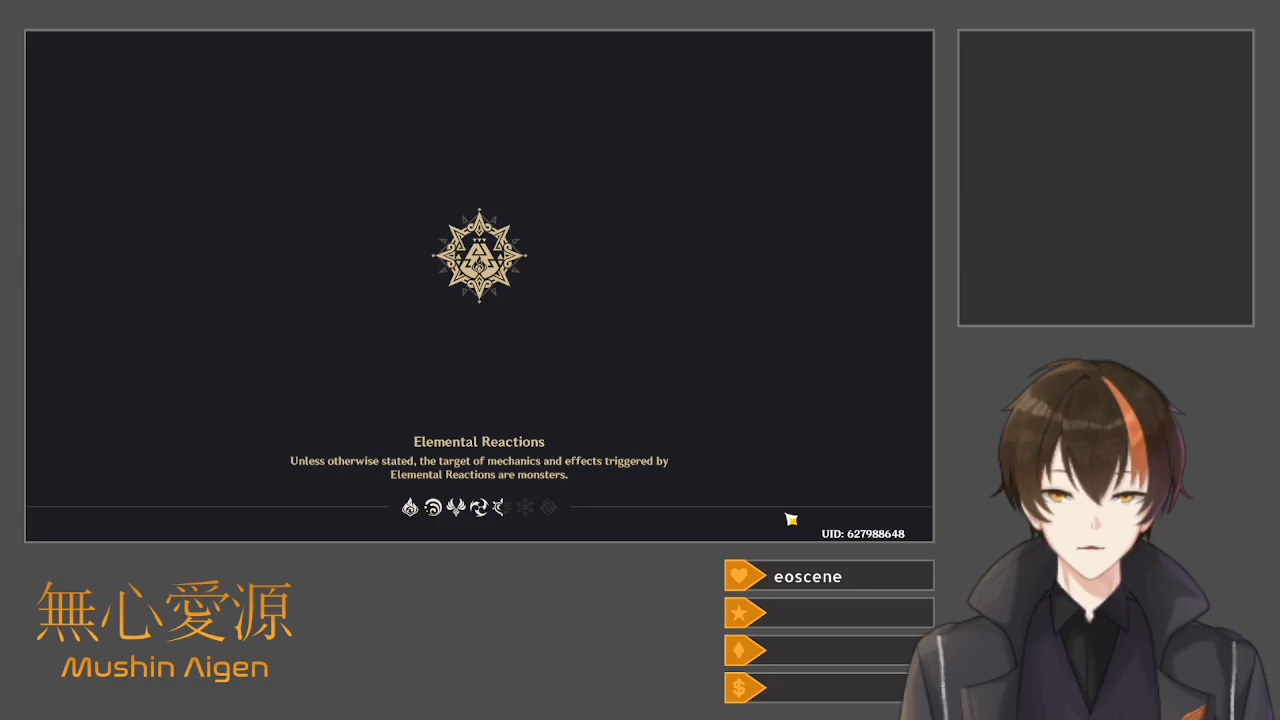 Elemental Reactions
Unless otherwise stated, the target of mechanics and effects triggered by
Elemental Reactions are monsters.
UID: 627988648
eoscene
無心愛源
Mushin Aigen